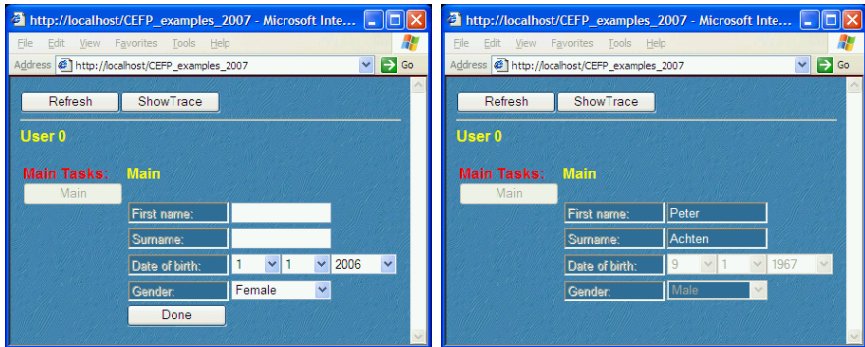 http://localhost/CEFP_examples_2007 - Microsoft Inte...
File Edit View Favorites Tools Help
Address http://localhost/CEFP_examples_2007 Go
Refresh ShowTrace
User 0
Main Tasks: Main
Main
First name:
Surname:
Date of birth: 1 1 2006
Gender: Female
Done
http://localhost/CEFP_examples_2007 - Microsoft Inte...
File Edit View Favorites Tools Help
Address http://localhost/CEFP_examples_2007 Go
Refresh ShowTrace
User 0
Main Tasks: Main
Main
First name: Peter
Surname: Achten
Date of birth: 9 1 1967
Gender: Male